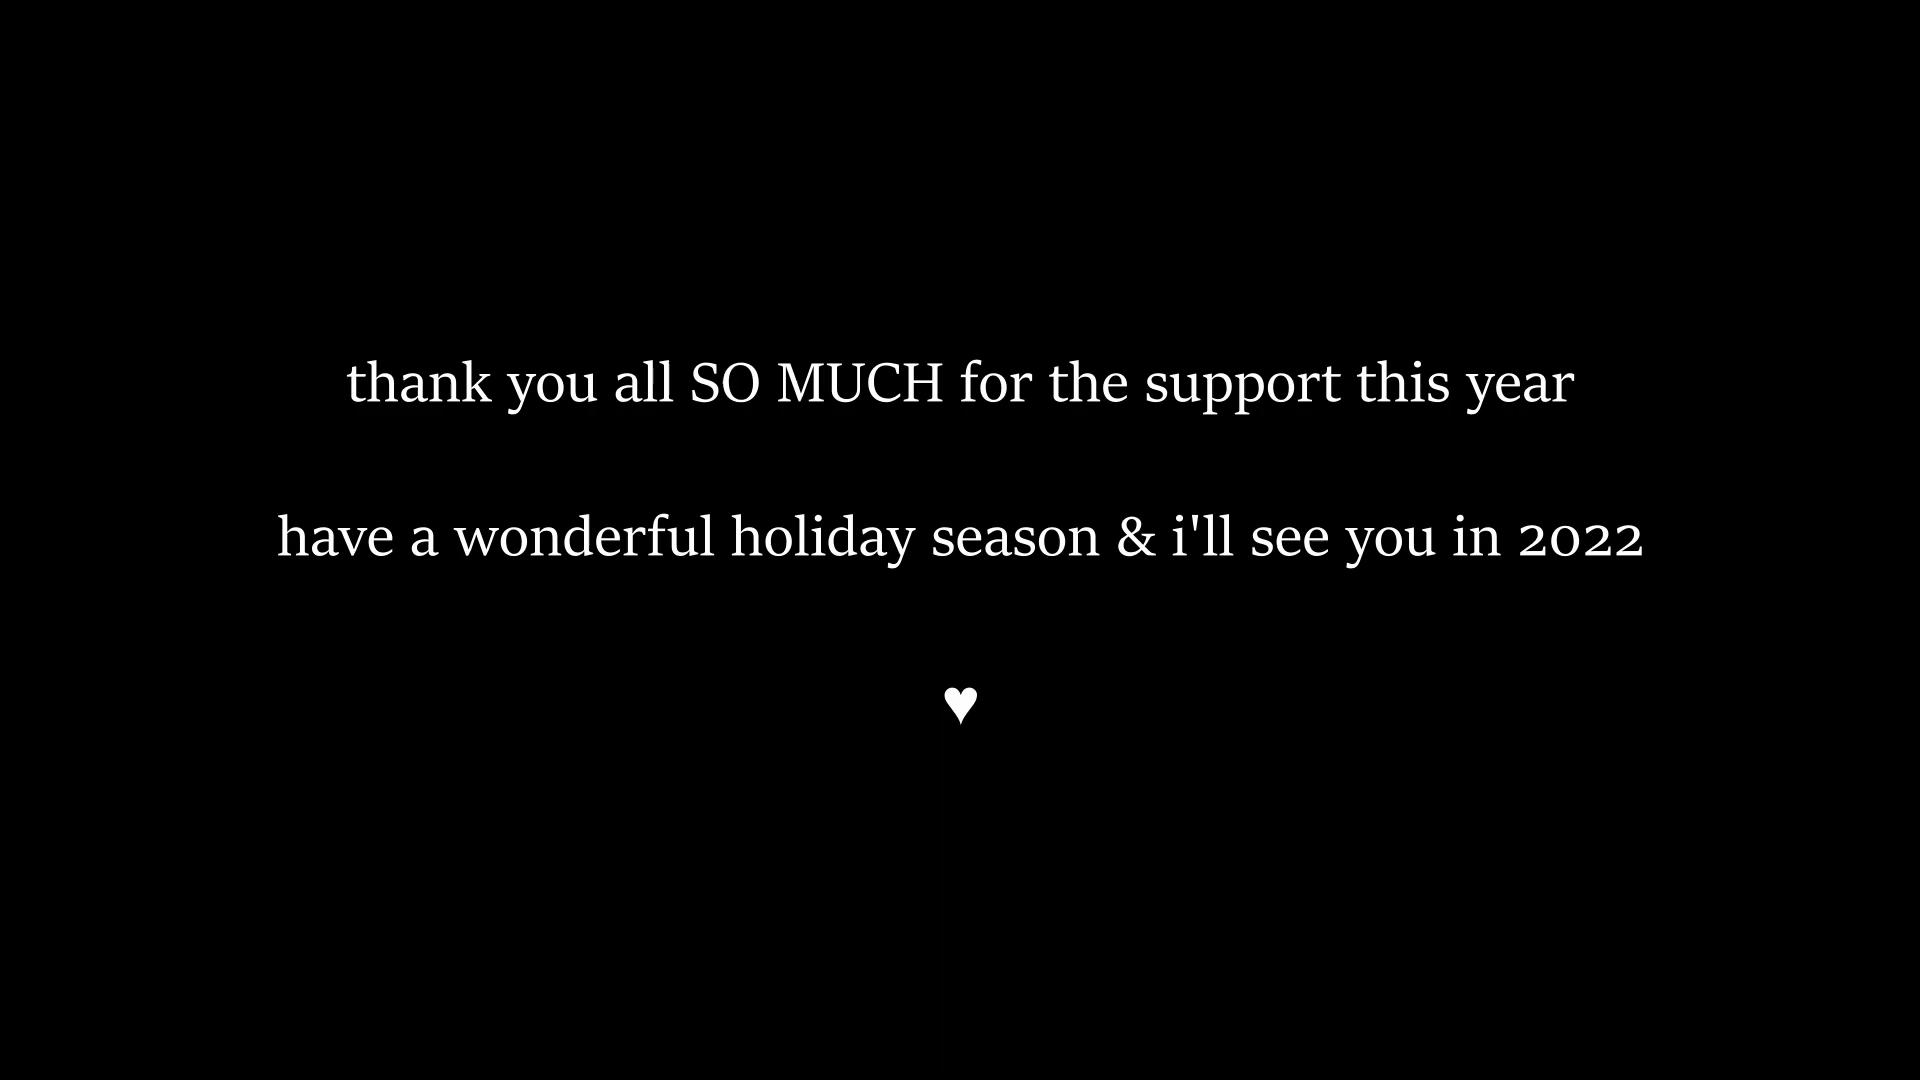 thank you all SO MUCH for the support this year
have a wonderful holiday season & i'll see you in 2022
♥